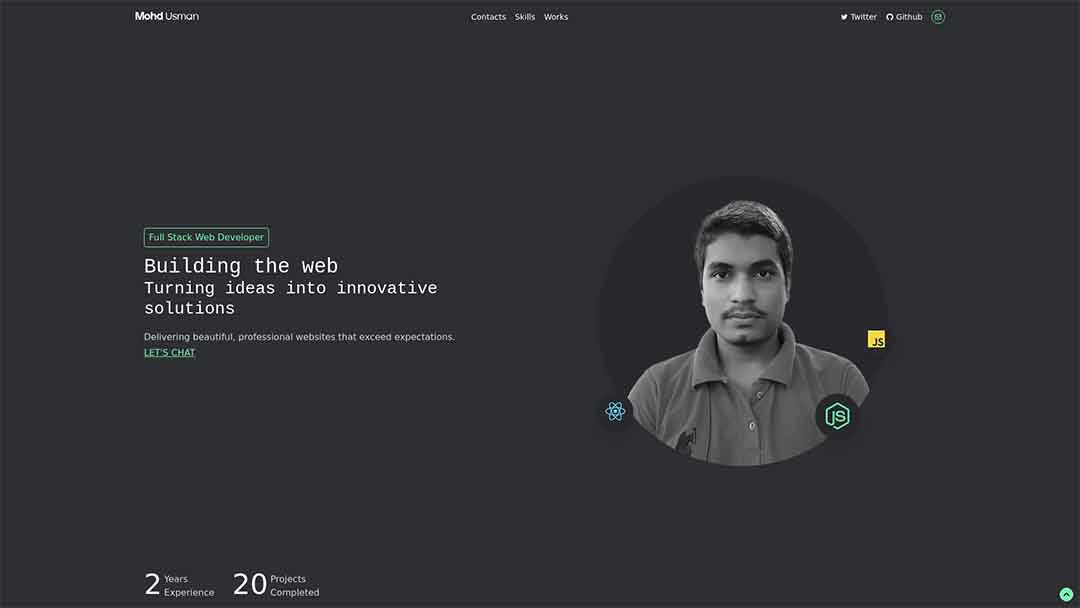 Mohd Usman
Contacts Skills Works
Twitter Github
Full Stack Web Developer
Building the web
Turning ideas into innovative
solutions
Delivering beautiful, professional websites that exceed expectations.
LET'S CHAT
JS
JS
2 Years
Experience
20 Projects
Completed